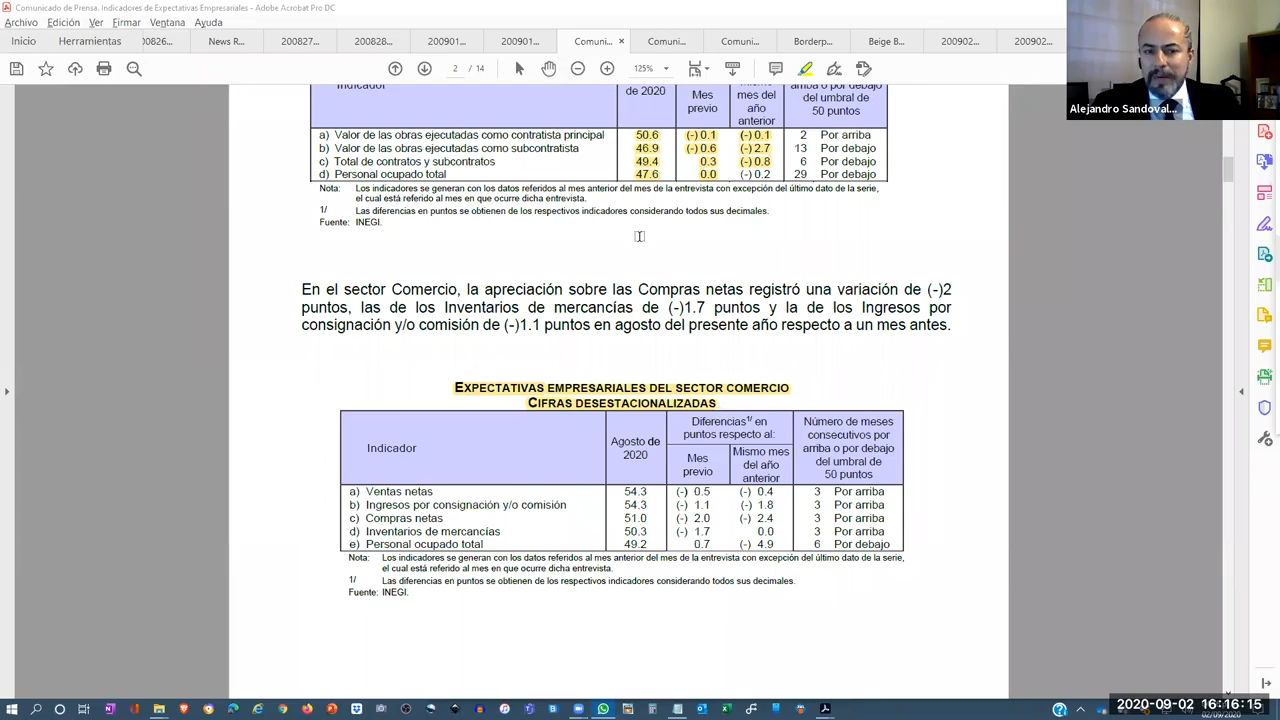 Comunicado de Prensa. Indicadores de Expectativas Empresariales - Adobe Acrobat Pro DC
Archivo Edición Ver Firmar Ventana Ayuda
Inicio Herramientas 00826... News R... 200827... 200828... 200901... 200901... Comuni... × Comuni... Comuni... Borderp... Beige B... 200902... 200902...
2 / 14 125%
Alejandro Sandoval...
Indicador de 2020 Mes previo mes del año anterior arriba o por debajo del umbral de 50 puntos
a) Valor de las obras ejecutadas como contratista principal 50.6 (-) 0.1 (-) 0.1 2 Por arriba
b) Valor de las obras ejecutadas como subcontratista 46.9 (-) 0.6 (-) 2.7 13 Por debajo
c) Total de contratos y subcontratos 49.4 0.3 (-) 0.8 6 Por debajo
d) Personal ocupado total 47.6 0.0 (-) 0.2 29 Por debajo
Nota: Los indicadores se generan con los datos referidos al mes anterior del mes de la entrevista con excepción del último dato de la serie,
el cual está referido al mes en que ocurre dicha entrevista.
1/ Las diferencias en puntos se obtienen de los respectivos indicadores considerando todos sus decimales.
Fuente: INEGI.
En el sector Comercio, la apreciación sobre las Compras netas registró una variación de (-)2
puntos, las de los Inventarios de mercancías de (-)1.7 puntos y la de los Ingresos por
consignación y/o comisión de (-)1.1 puntos en agosto del presente año respecto a un mes antes.
EXPECTATIVAS EMPRESARIALES DEL SECTOR COMERCIO
CIFRAS DESESTACIONALIZADAS
Indicador
Agosto de
2020
Diferencias1/ en
puntos respecto al:
Mes
previo
Mismo mes
del año
anterior
Número de meses
consecutivos por
arriba o por debajo
del umbral de
50 puntos
a) Ventas netas 54.3 (-) 0.5 (-) 0.4 3 Por arriba
b) Ingresos por consignación y/o comisión 54.3 (-) 1.1 (-) 1.8 3 Por arriba
c) Compras netas 51.0 (-) 2.0 (-) 2.4 3 Por arriba
d) Inventarios de mercancías 50.3 (-) 1.7 0.0 3 Por arriba
e) Personal ocupado total 49.2 0.7 (-) 4.9 6 Por debajo
Nota: Los indicadores se generan con los datos referidos al mes anterior del mes de la entrevista con excepción del último dato de la serie,
el cual está referido al mes en que ocurre dicha entrevista.
1/ Las diferencias en puntos se obtienen de los respectivos indicadores considerando todos sus decimales.
Fuente: INEGI.
2020-09-02 16:16:15
02/09/2020